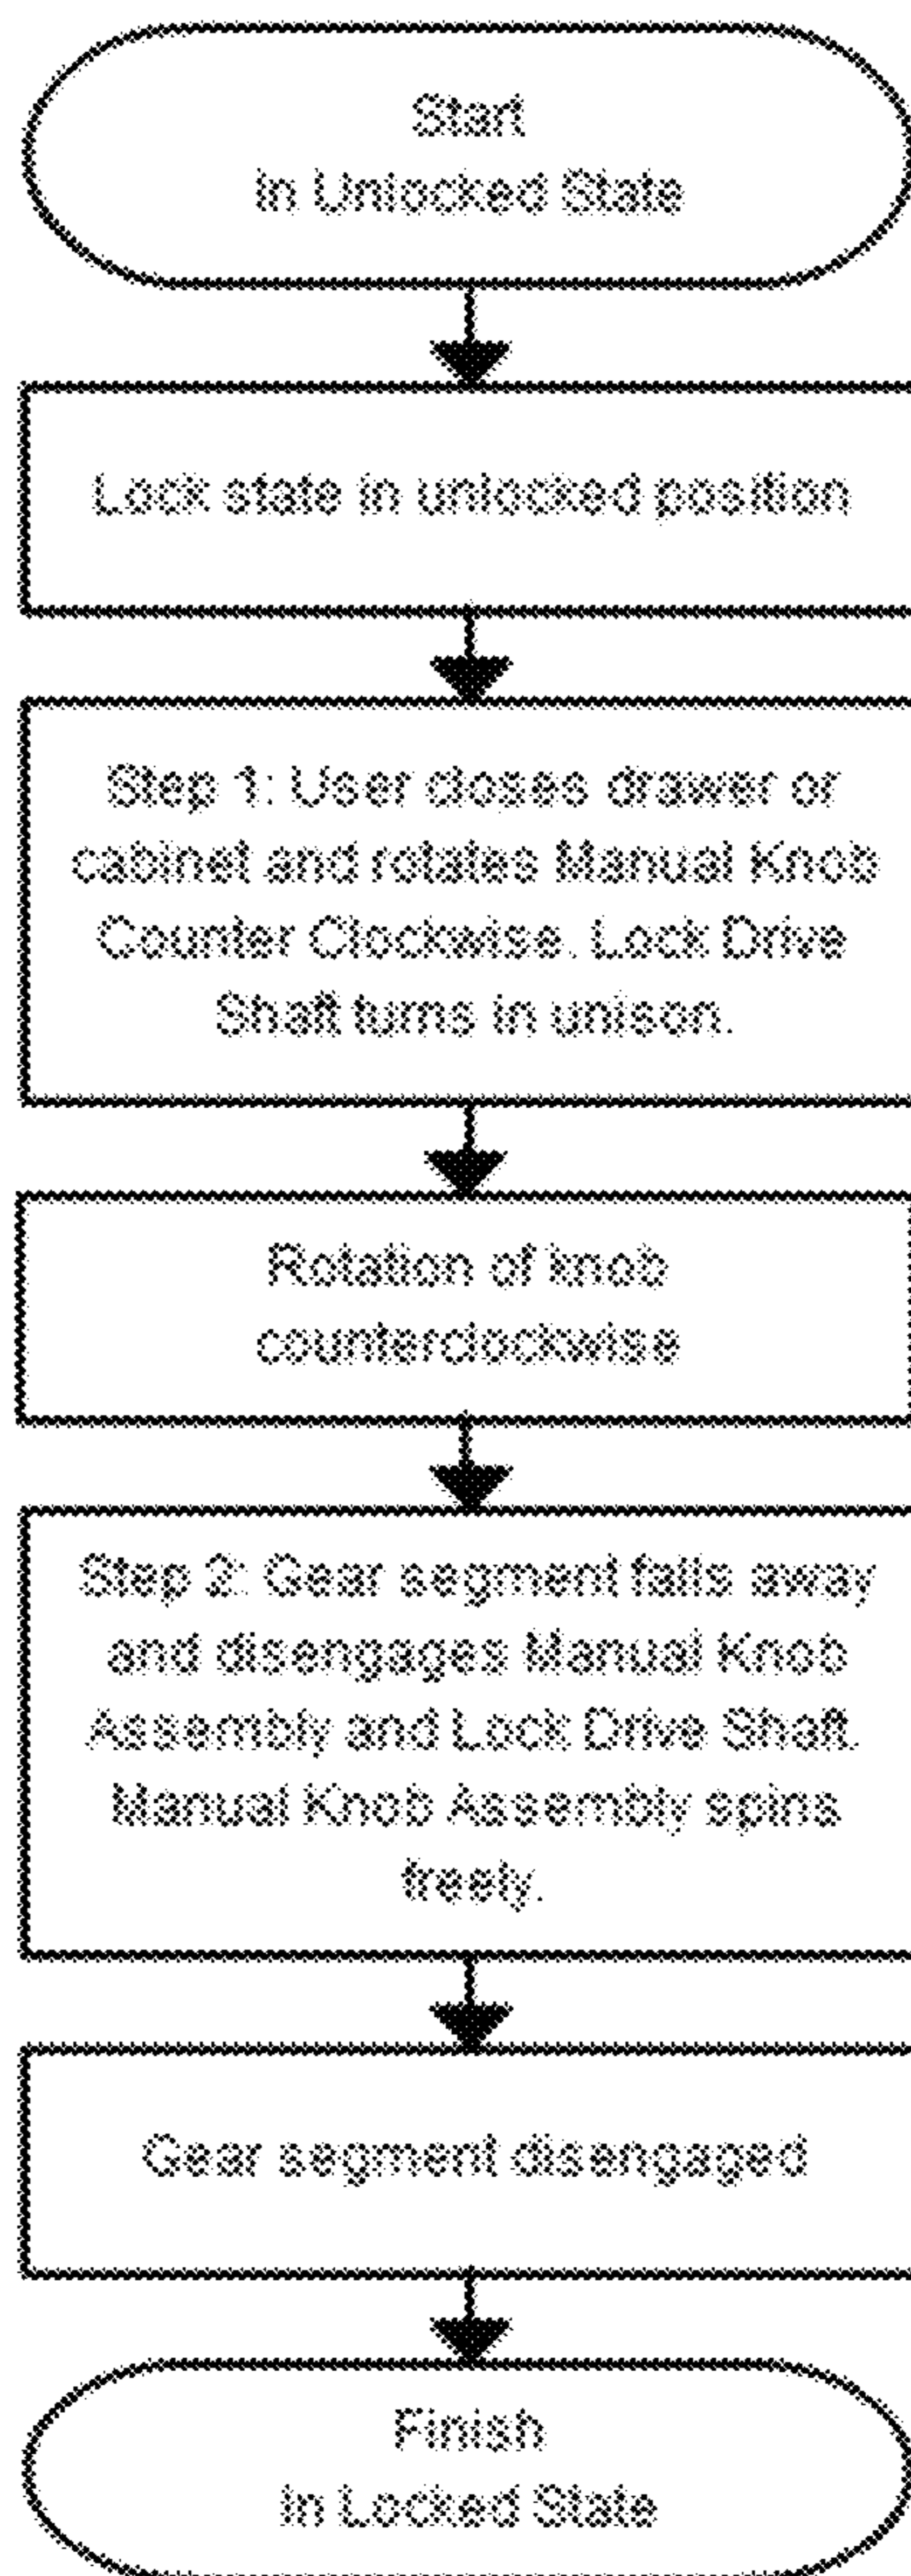 Start
in Unlocked State
Lock state in unlocked position
Step 1: User closes drawer or
cabinet and rotates Manual Knob
Counter Clockwise. Lock Drive
Shaft turns in unison.
Rotation of knob
counterclockwise
Step 2: Gear segment falls away
and disengages Manual Knob
Assembly and Lock Drive Shaft.
Manual Knob Assembly spins
freely.
Gear segment disengaged
Finish
in Locked State